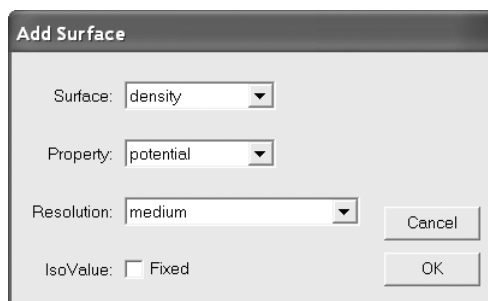 Add Surface
Surface: density
Property: potential
Resolution: medium
Cancel
IsoValue: Fixed
OK